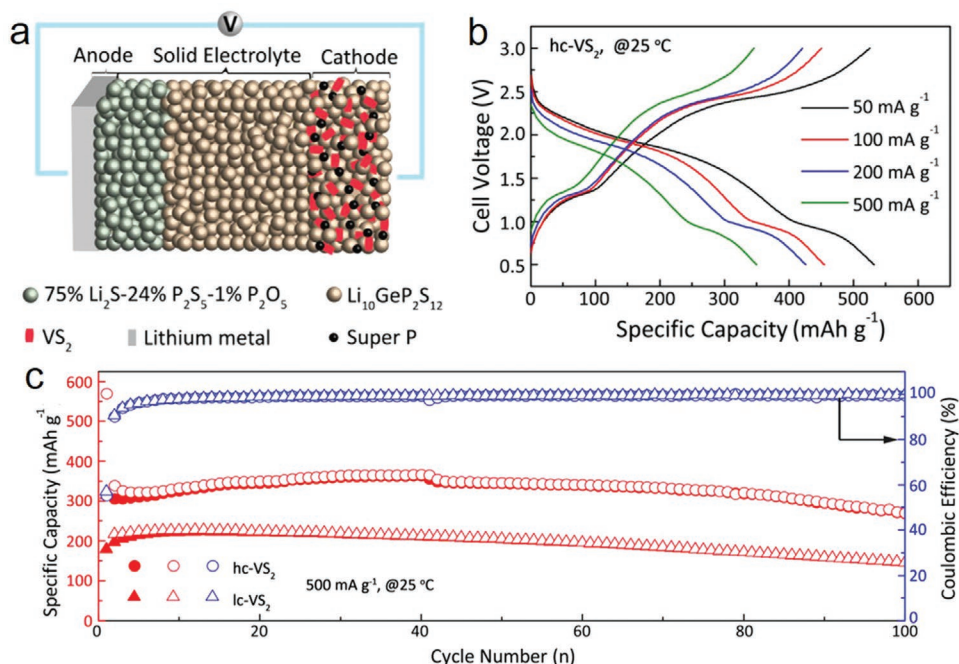 a
V
Anode Solid Electrolyte Cathode
75% Li₂S-24% P₂S₅-1% P₂O₅
Li₁₀GeP₂S₁₂
VS₂
Lithium metal
Super P
b
hc-VS₂, @25 °C
50 mA g⁻¹
100 mA g⁻¹
200 mA g⁻¹
500 mA g⁻¹
Cell Voltage (V)
3.0
2.5
2.0
1.5
1.0
0.5
0 100 200 300 400 500 600
Specific Capacity (mAh g⁻¹)
c
Specific Capacity (mAh g⁻¹)
600
500
400
300
200
100
0
hc-VS₂
lc-VS₂
500 mA g⁻¹, @25 °C
100
80
60
40
20
0
Coulombic Efficiency (%)
0 20 40 60 80 100
Cycle Number (n)